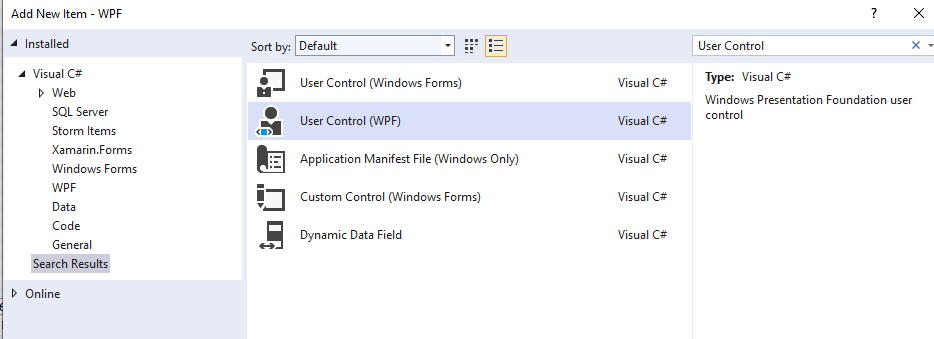 Add New Item - WPF
Installed
Sort by: Default
User Control
Visual C#
Web
SQL Server
Storm Items
Xamarin.Forms
Windows Forms
WPF
Data
Code
General
Search Results
Online
User Control (Windows Forms) Visual C#
User Control (WPF) Visual C#
Application Manifest File (Windows Only) Visual C#
Custom Control (Windows Forms) Visual C#
Dynamic Data Field Visual C#
Type: Visual C#
Windows Presentation Foundation user
control